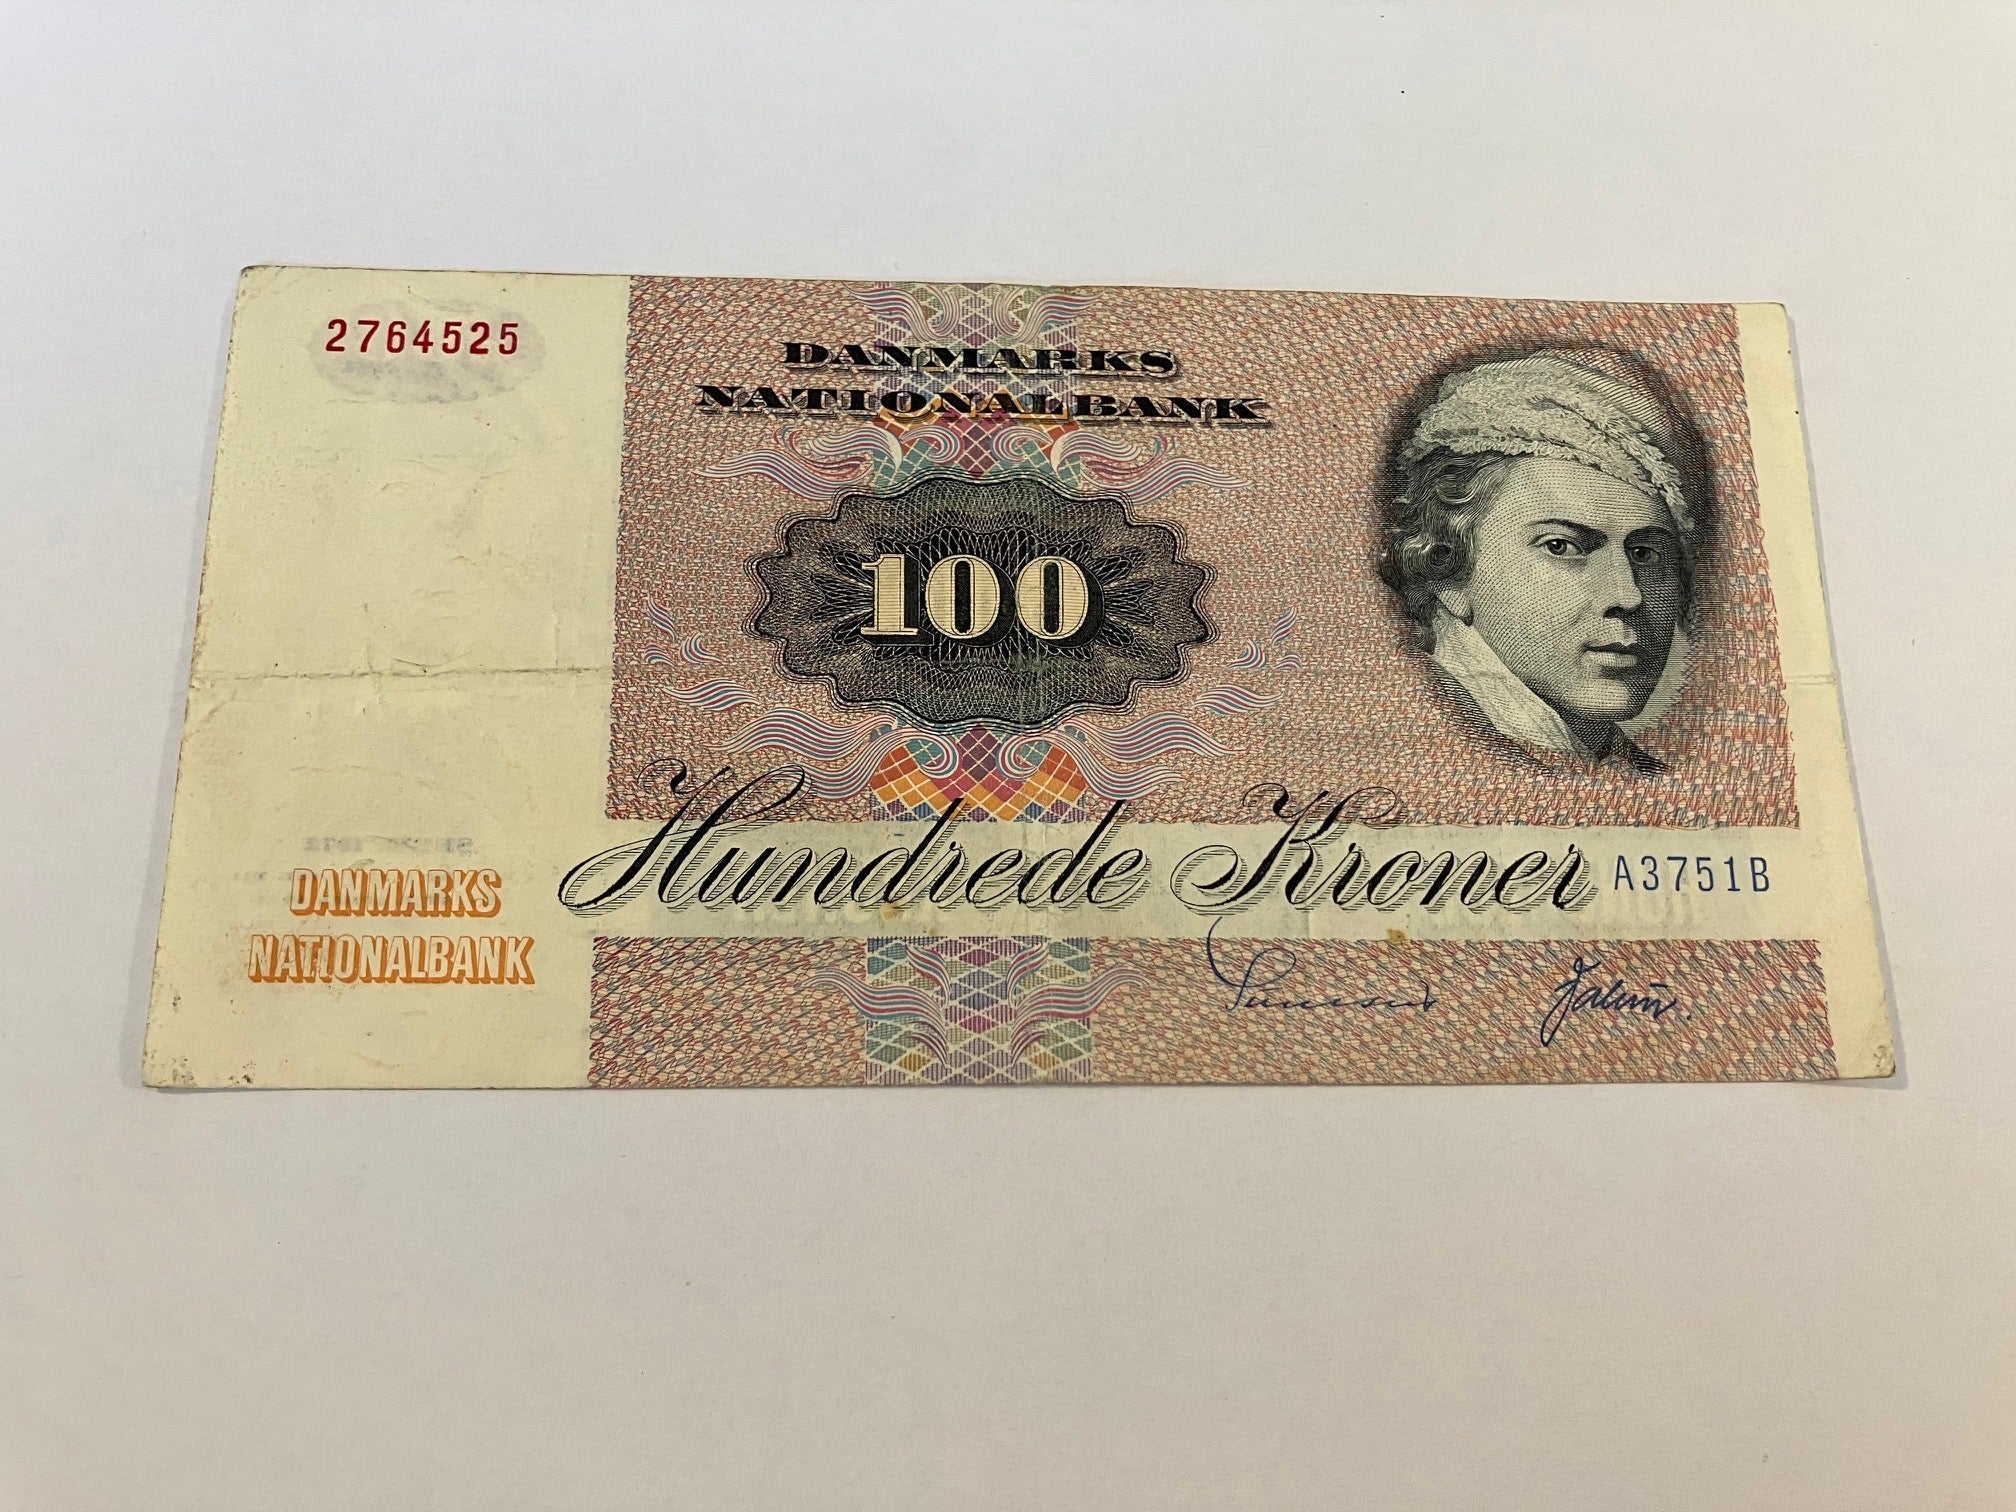 2764525
DANMARKS
NATIONALBANK
100
Hundrede Kroner
A3751B
DANMARKS
NATIONALBANK